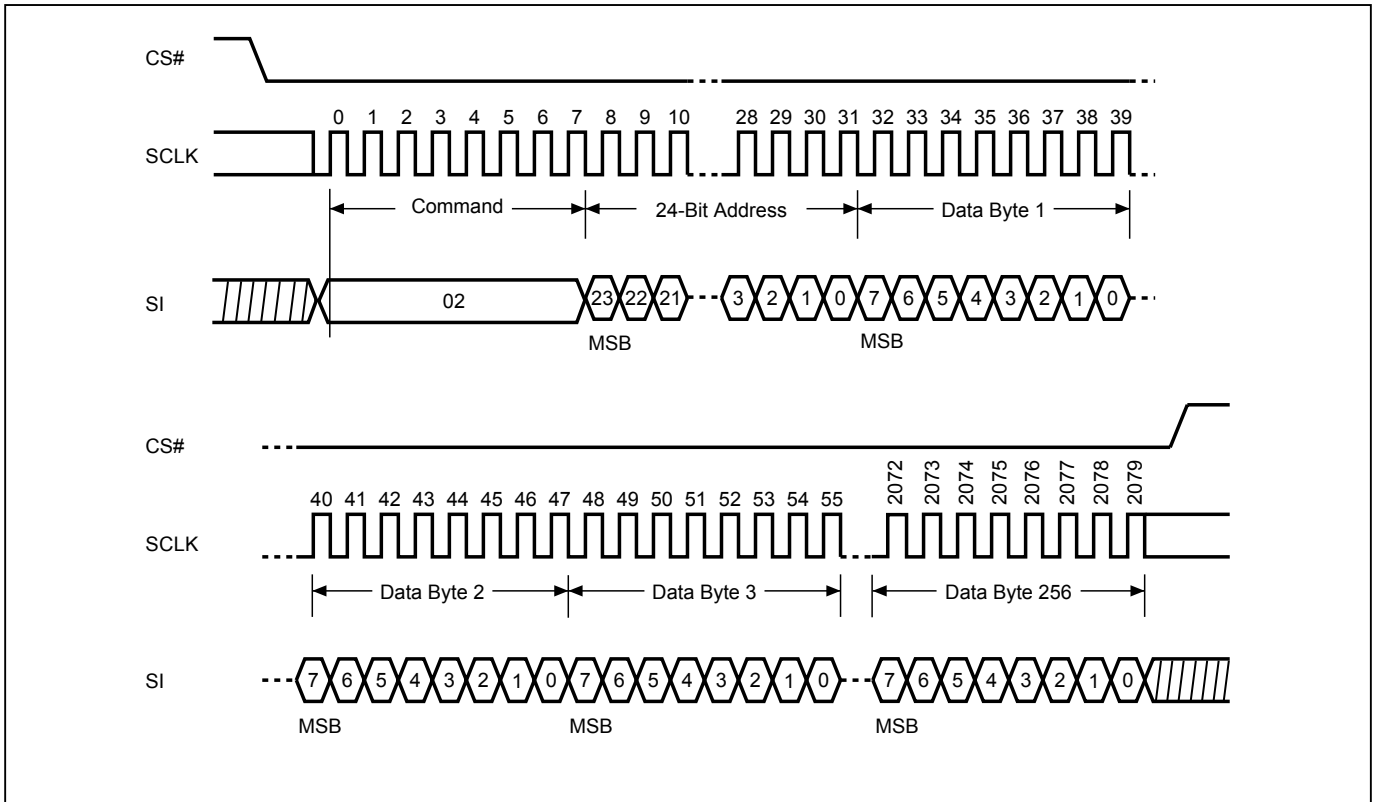 CS#
0 1 2 3 4 5 6 7 8 9 10 28 29 30 31 32 33 34 35 36 37 38 39
SCLK
Command 24-Bit Address Data Byte 1
SI 02 23 22 21 3 2 1 0 7 6 5 4 3 2 1 0
MSB MSB
CS#
40 41 42 43 44 45 46 47 48 49 50 51 52 53 54 55 2072 2073 2074 2075 2076 2077 2078 2079
SCLK
Data Byte 2 Data Byte 3 Data Byte 256
SI 7 6 5 4 3 2 1 0 7 6 5 4 3 2 1 0 7 6 5 4 3 2 1 0
MSB MSB MSB